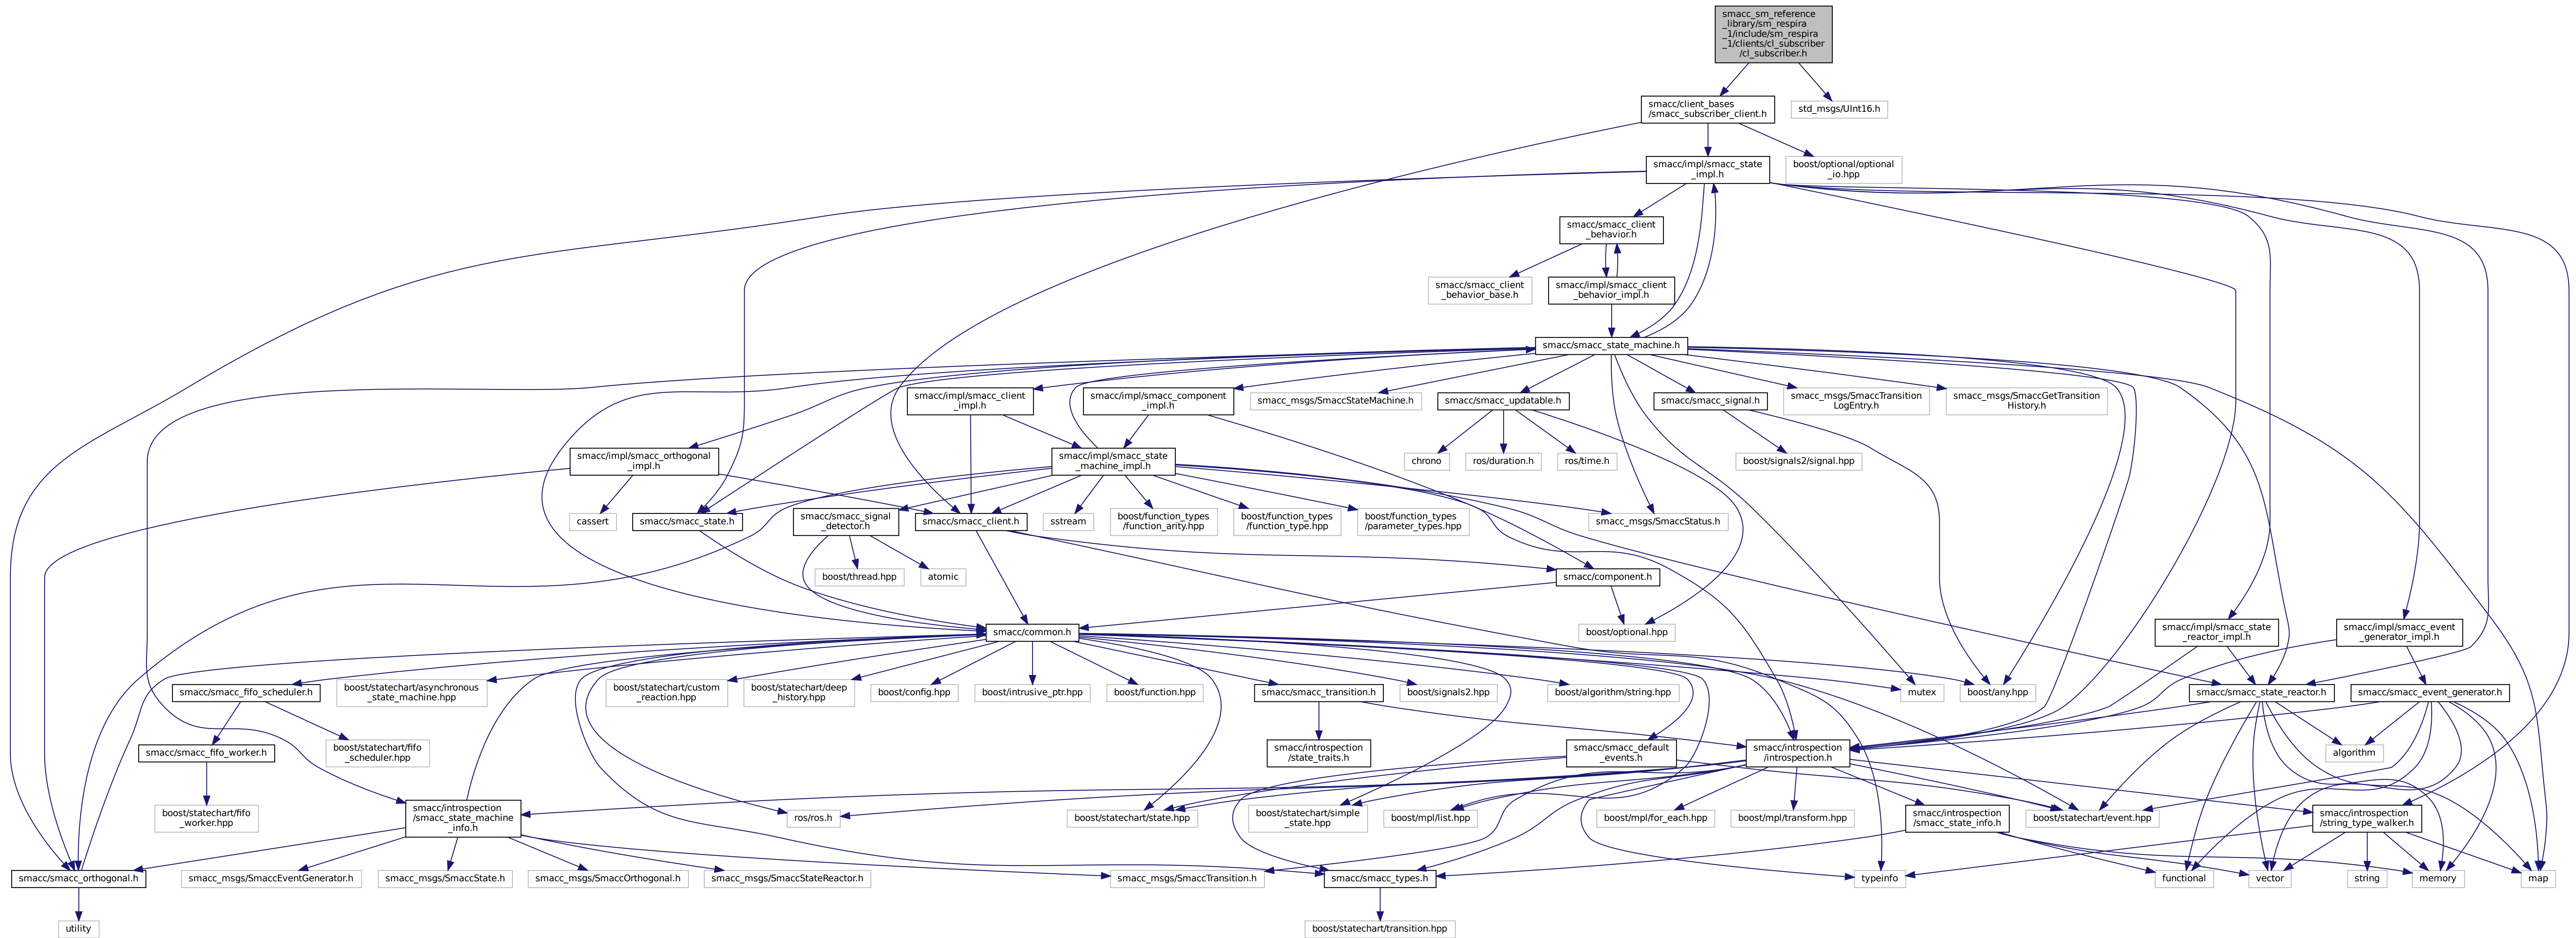 smacc_sm_reference
_library/sm_respira
_1/include/sm_respira
_1/clients/cl_subscriber
/cl_subscriber.h
smacc/client_bases
/smacc_subscriber_client.h
std_msgs/UInt16.h
smacc/impl/smacc_state
_impl.h
boost/optional/optional
_io.hpp
smacc/smacc_client
_behavior.h
smacc/smacc_client
_behavior_base.h
smacc/impl/smacc_client
_behavior_impl.h
smacc/smacc_state_machine.h
smacc/impl/smacc_client
_impl.h
smacc/impl/smacc_component
_impl.h
smacc_msgs/SmaccStateMachine.h
smacc/smacc_updatable.h
smacc/smacc_signal.h
smacc_msgs/SmaccTransition
LogEntry.h
smacc_msgs/SmaccGetTransition
History.h
smacc/impl/smacc_orthogonal
_impl.h
smacc/impl/smacc_state
_machine_impl.h
chrono
ros/duration.h
ros/time.h
boost/signals2/signal.hpp
cassert
smacc/smacc_state.h
smacc/smacc_signal
_detector.h
smacc/smacc_client.h
sstream
boost/function_types
/function_arity.hpp
boost/function_types
/function_type.hpp
boost/function_types
/parameter_types.hpp
smacc_msgs/SmaccStatus.h
boost/thread.hpp
atomic
smacc/component.h
smacc/common.h
boost/optional.hpp
smacc/impl/smacc_state
_reactor_impl.h
smacc/impl/smacc_event
_generator_impl.h
smacc/smacc_fifo_scheduler.h
boost/statechart/asynchronous
_state_machine.hpp
boost/statechart/custom
_reaction.hpp
boost/statechart/deep
_history.hpp
boost/config.hpp
boost/intrusive_ptr.hpp
boost/function.hpp
smacc/smacc_transition.h
boost/signals2.hpp
boost/algorithm/string.hpp
mutex
boost/any.hpp
smacc/smacc_state_reactor.h
smacc/smacc_event_generator.h
smacc/smacc_fifo_worker.h
boost/statechart/fifo
_scheduler.hpp
smacc/introspection
/state_traits.h
smacc/smacc_default
_events.h
smacc/introspection
/introspection.h
algorithm
boost/statechart/fifo
_worker.hpp
smacc/introspection
/smacc_state_machine
_info.h
ros/ros.h
boost/statechart/state.hpp
boost/statechart/simple
_state.hpp
boost/mpl/list.hpp
boost/mpl/for_each.hpp
boost/mpl/transform.hpp
smacc/introspection
/smacc_state_info.h
boost/statechart/event.hpp
smacc/introspection
/string_type_walker.h
smacc/smacc_orthogonal.h
smacc_msgs/SmaccEventGenerator.h
smacc_msgs/SmaccState.h
smacc_msgs/SmaccOrthogonal.h
smacc_msgs/SmaccStateReactor.h
smacc_msgs/SmaccTransition.h
smacc/smacc_types.h
typeinfo
functional
vector
string
memory
map
utility
boost/statechart/transition.hpp